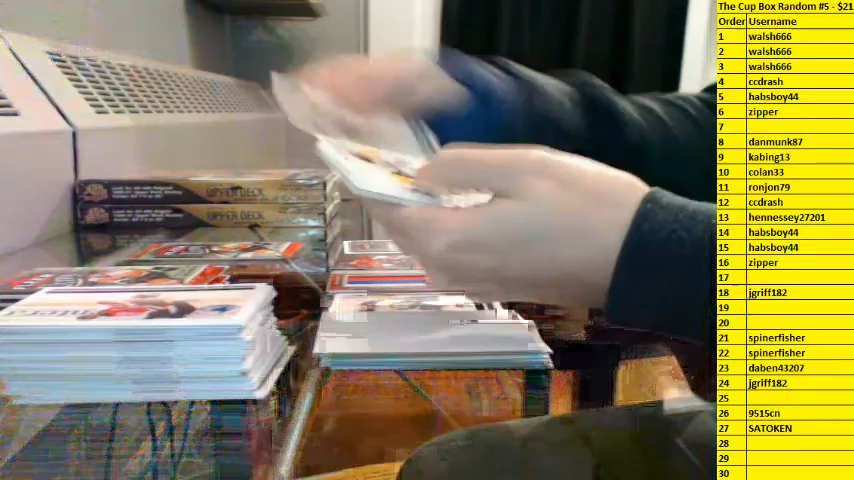 The Cup Box Random #5 - $21
Order Username
1 walsh666
2 walsh666
3 walsh666
4 ccdrash
5 habsboy44
6 zipper
7
8 danmunk87
9 kabing13
10 colan33
11 ronjon79
12 ccdrash
13 hennessey27201
14 habsboy44
15 habsboy44
16 zipper
17
18 jgriff182
19
20
21 spinerfisher
22 spinerfisher
23 daben43207
24 jgriff182
25
26 9515cn
27 SATOKEN
28
29
30
UPPER DECK
UPPER DECK